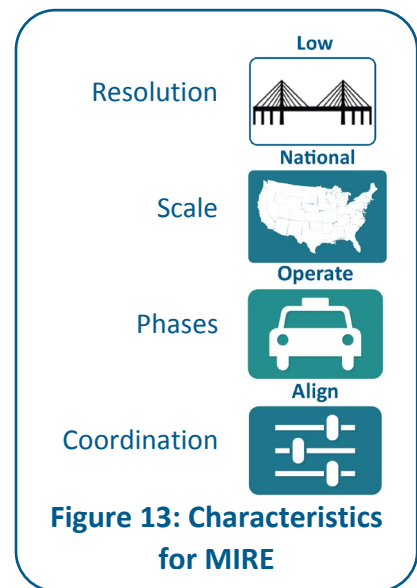 Low
Resolution
National
Scale
Operate
Phases
Align
Coordination
Figure 13: Characteristics
for MIRE